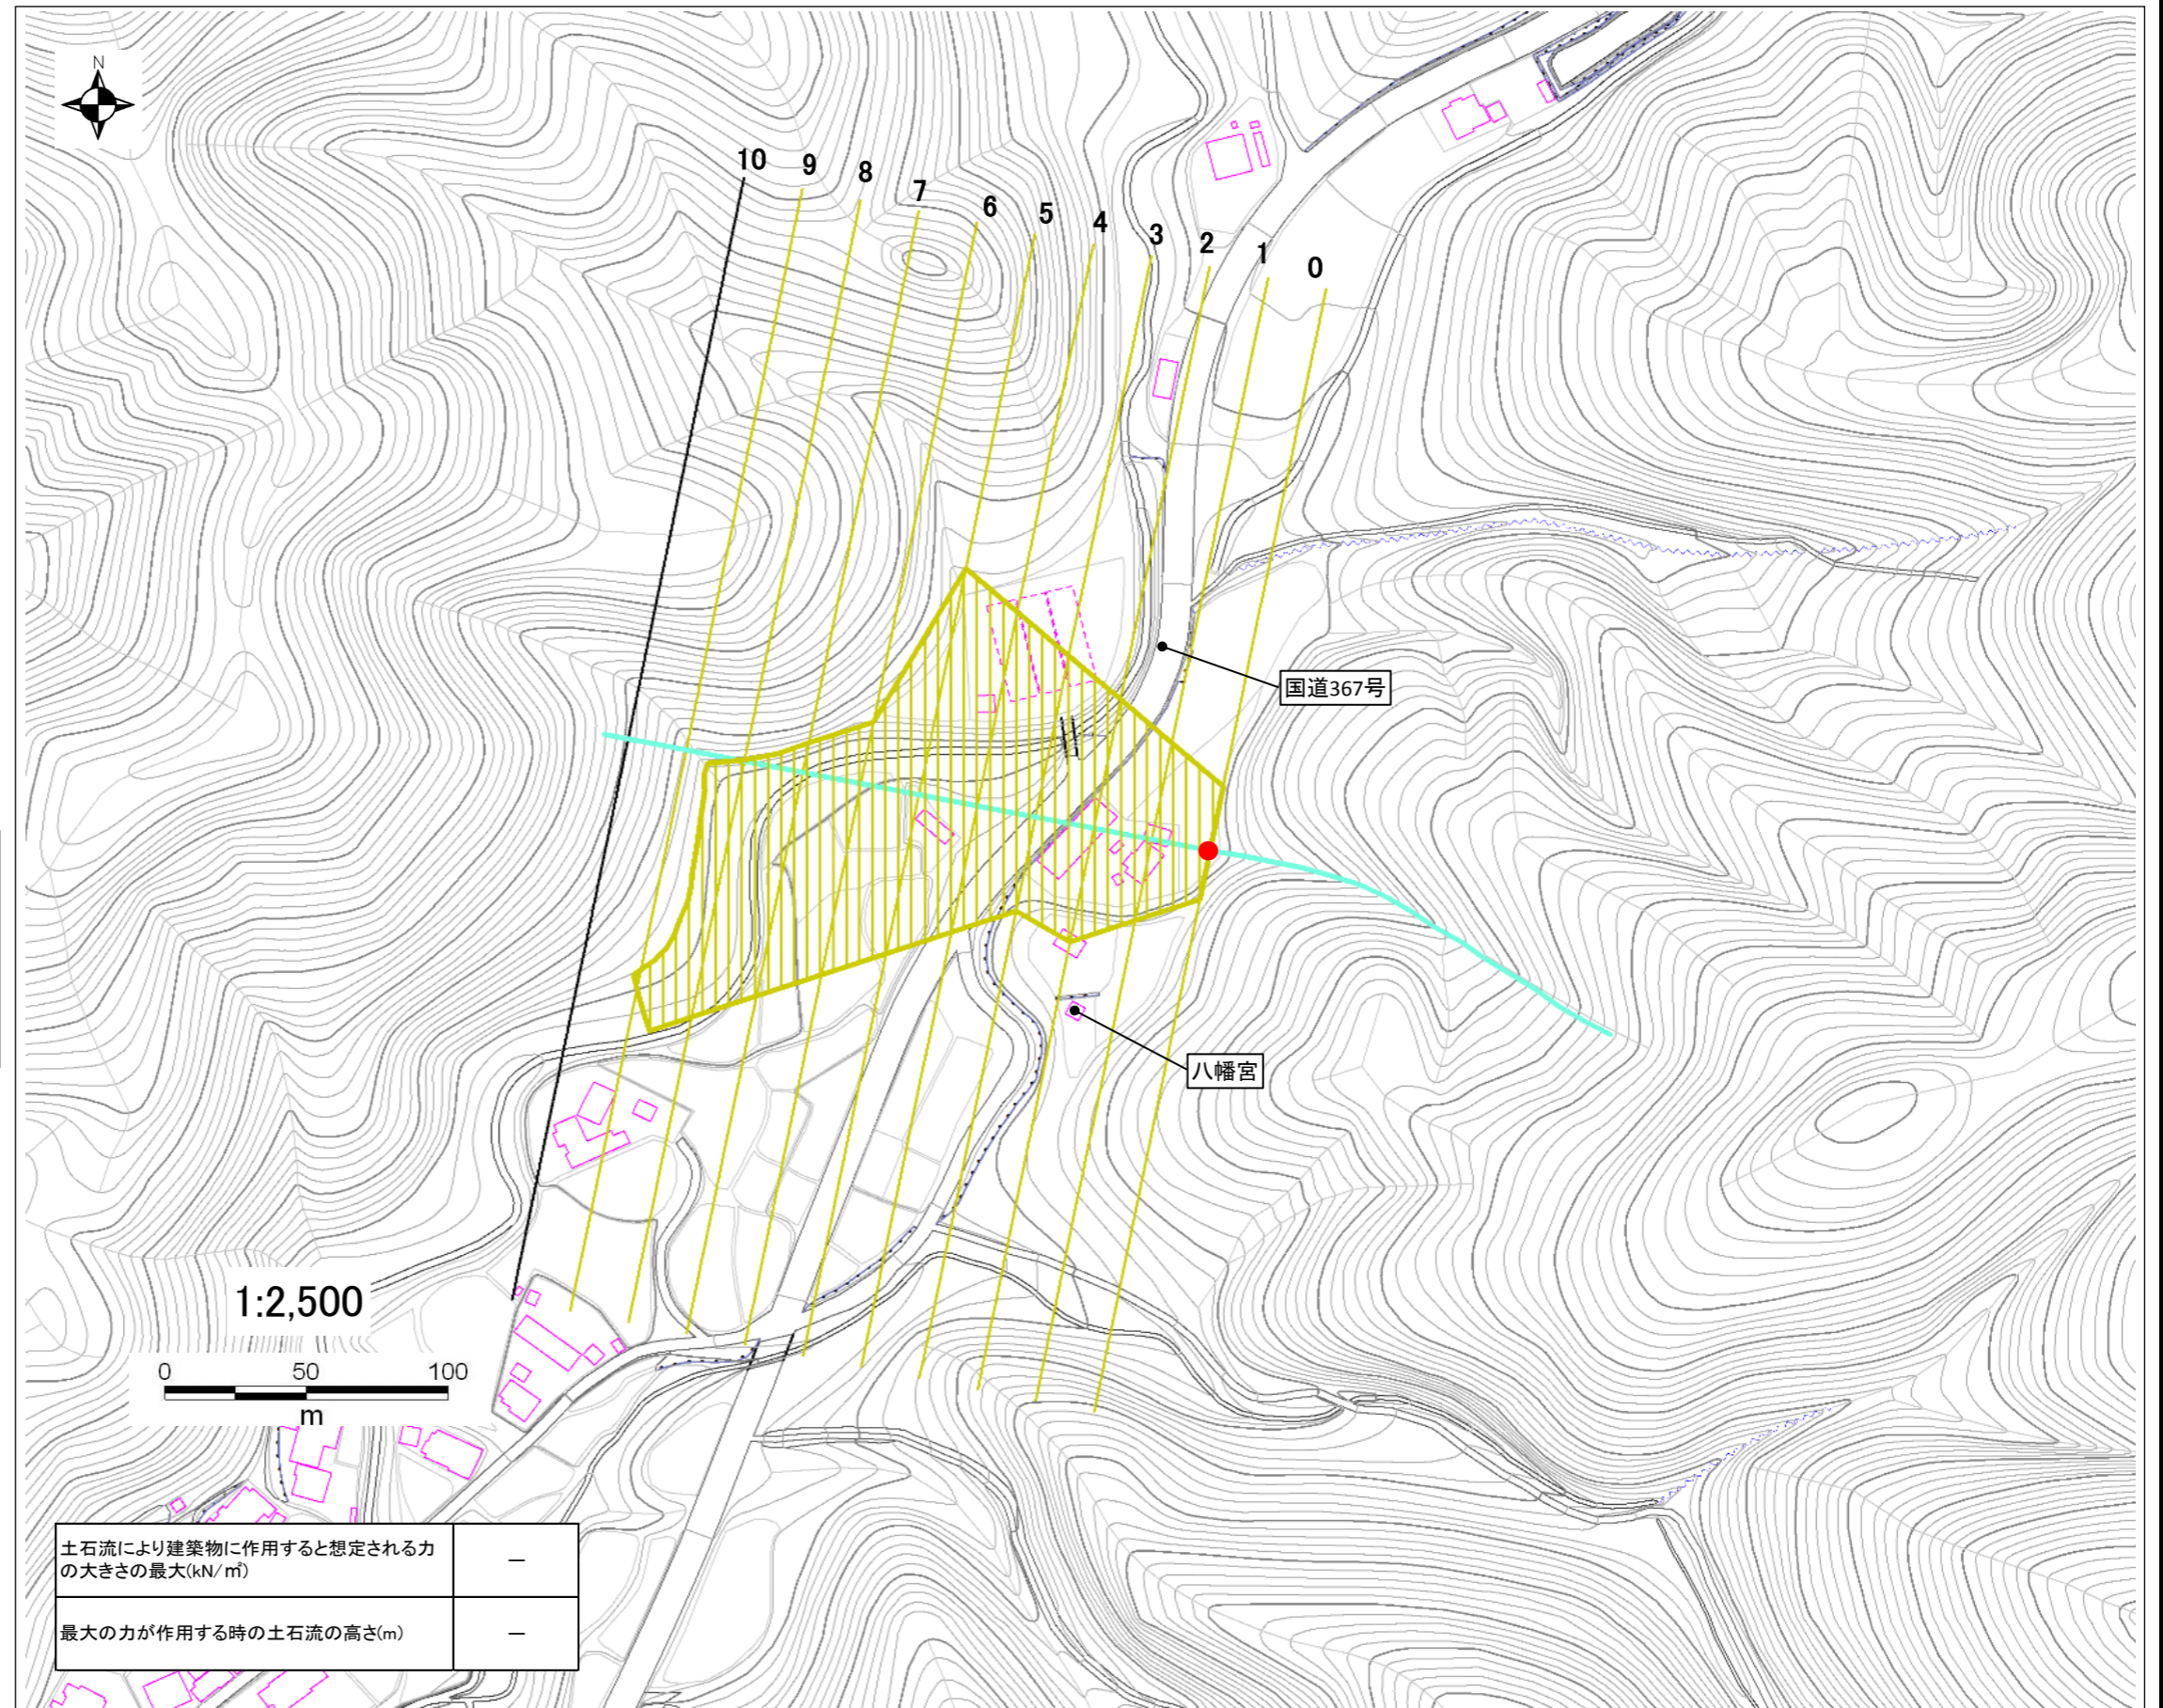 N
10
9
8
7
6
5
4
3
2
1
0
国道367号
八幡宮
1:2,500
0 50 100
m
土石流により建築物に作用すると想定される力
の大きさの最大(kN/㎡)
－
最大の力が作用する時の土石流の高さ(m)
－